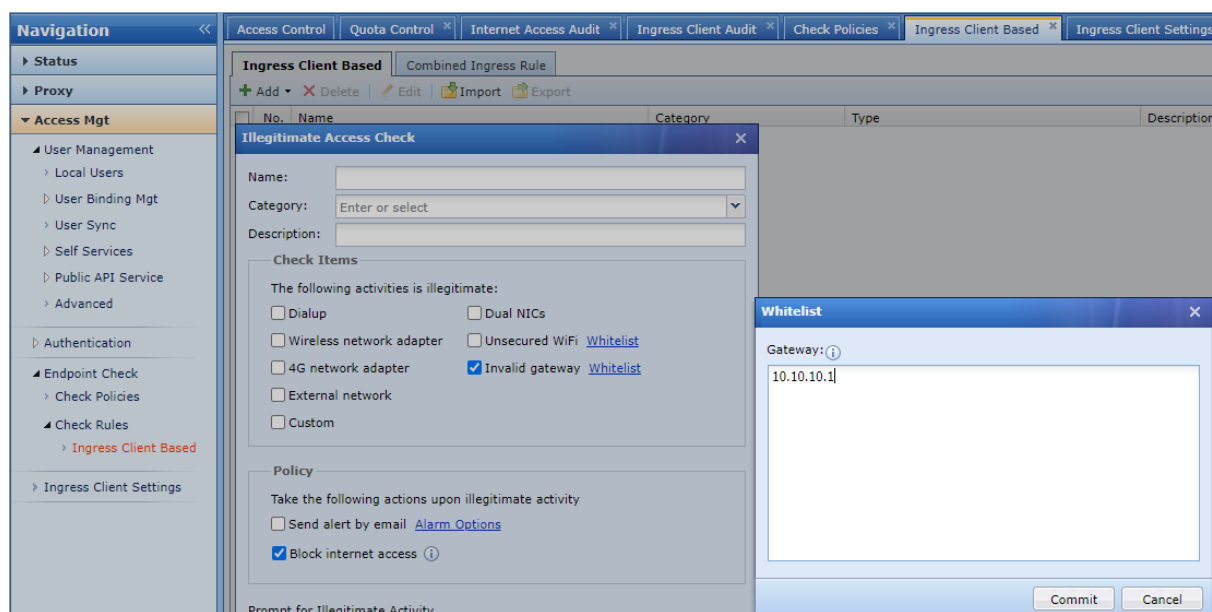 Navigation
Access Control
Quota Control
Internet Access Audit
Ingress Client Audit
Check Policies
Ingress Client Based
Ingress Client Settings
Status
Proxy
Access Mgt
User Management
Local Users
User Binding Mgt
User Sync
Self Services
Public API Service
Advanced
Authentication
Endpoint Check
Check Policies
Check Rules
Ingress Client Based
Ingress Client Settings
Ingress Client Based
Combined Ingress Rule
Add
Delete
Edit
Import
Export
No.
Name
Category
Type
Description
Illegitimate Access Check
Name:
Category:
Enter or select
Description:
Check Items
The following activities is illegitimate:
Dialup
Dual NICs
Wireless network adapter
Unsecured WiFi Whitelist
4G network adapter
Invalid gateway Whitelist
External network
Custom
Policy
Take the following actions upon illegitimate activity
Send alert by email Alarm Options
Block internet access
Prompt for Illegitimate Activity
Whitelist
Gateway:
10.10.10.1
Commit
Cancel